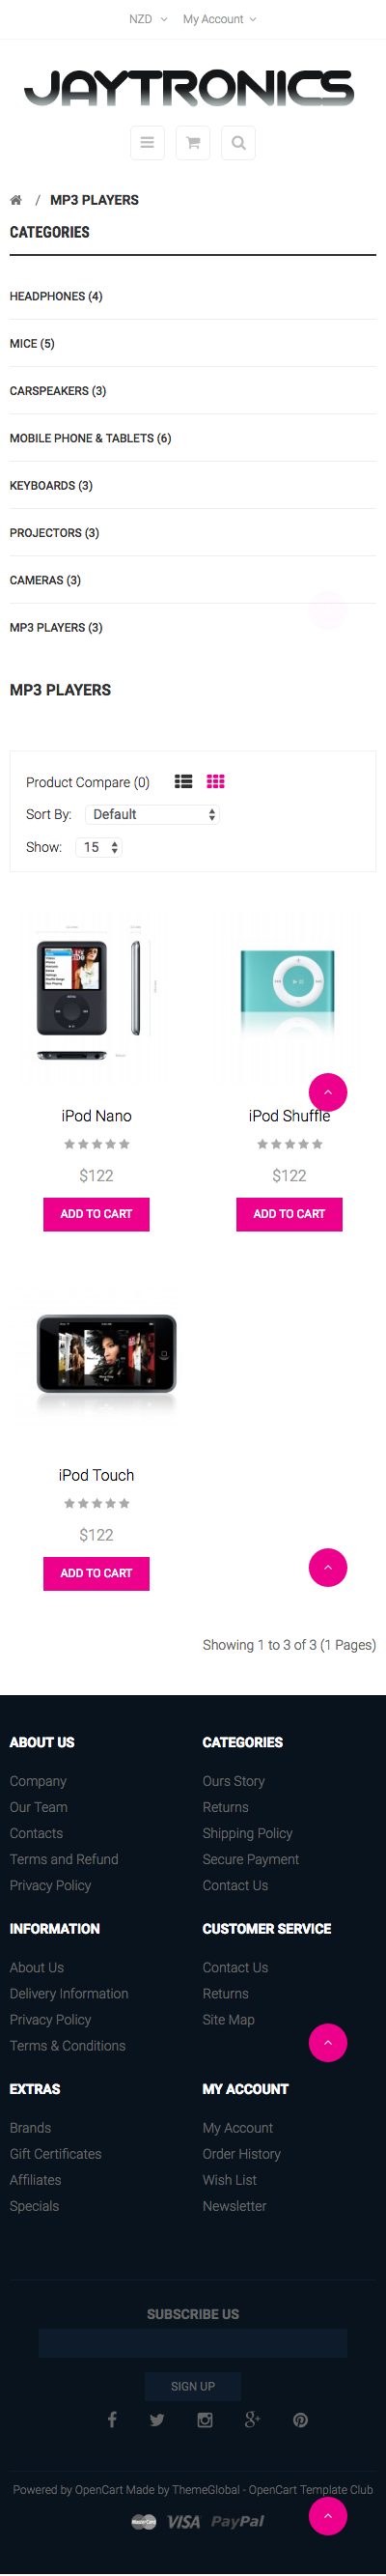 NZD My Account
JAYTRONICS
/ MP3 PLAYERS
CATEGORIES
HEADPHONES (4)
MICE (5)
CARSPEAKERS (3)
MOBILE PHONE & TABLETS (6)
KEYBOARDS (3)
PROJECTORS (3)
CAMERAS (3)
MP3 PLAYERS (3)
MP3 PLAYERS
Product Compare (0)
Sort By: Default
Show: 15
iPod Nano
$122
ADD TO CART
iPod Shuffle
$122
ADD TO CART
iPod Touch
$122
ADD TO CART
Showing 1 to 3 of 3 (1 Pages)
ABOUT US
Company
Our Team
Contacts
Terms and Refund
Privacy Policy
CATEGORIES
Ours Story
Returns
Shipping Policy
Secure Payment
Contact Us
INFORMATION
About Us
Delivery Information
Privacy Policy
Terms & Conditions
CUSTOMER SERVICE
Contact Us
Returns
Site Map
EXTRAS
Brands
Gift Certificates
Affiliates
Specials
MY ACCOUNT
My Account
Order History
Wish List
Newsletter
SUBSCRIBE US
SIGN UP
Powered by OpenCart Made by ThemeGlobal - OpenCart Template Club
MasterCard VISA PayPal